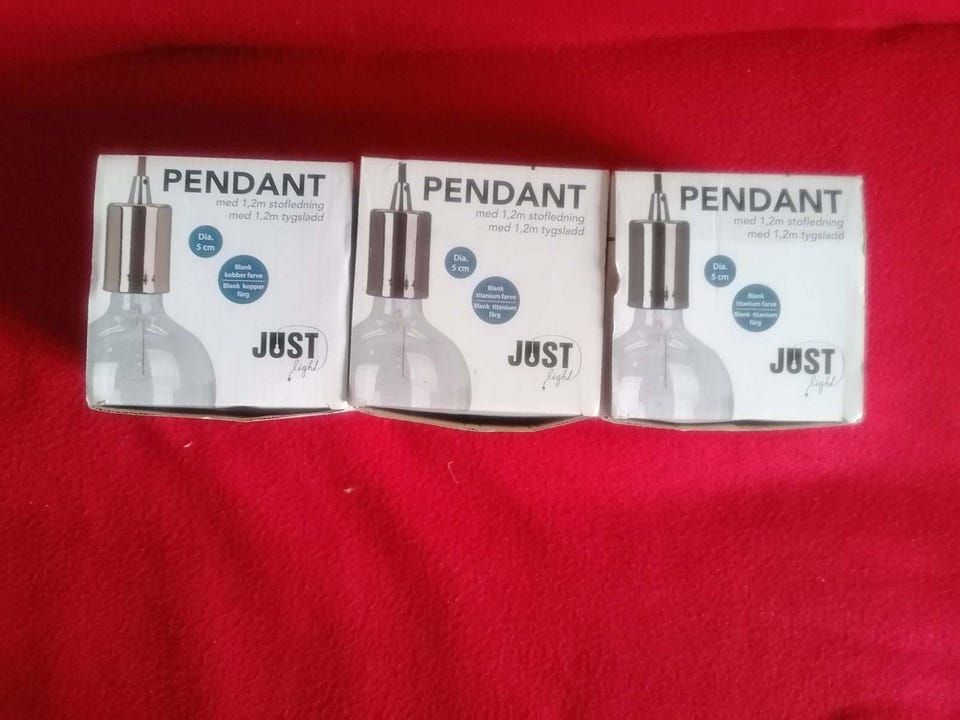 PENDANT
med 1,2m stofledning
med 1,2m tygsladd
Dia.
5 cm
Blank
kobber farve
Blank koppar
färg
JUST
light
PENDANT
med 1,2m stofledning
med 1,2m tygsladd
Dia.
5 cm
Blank
titanium farve
Blank titanium
färg
JUST
light
PENDANT
med 1,2m stofledning
med 1,2m tygsladd
Dia.
5 cm
Blank
titanium farve
Blank titanium
färg
JUST
light